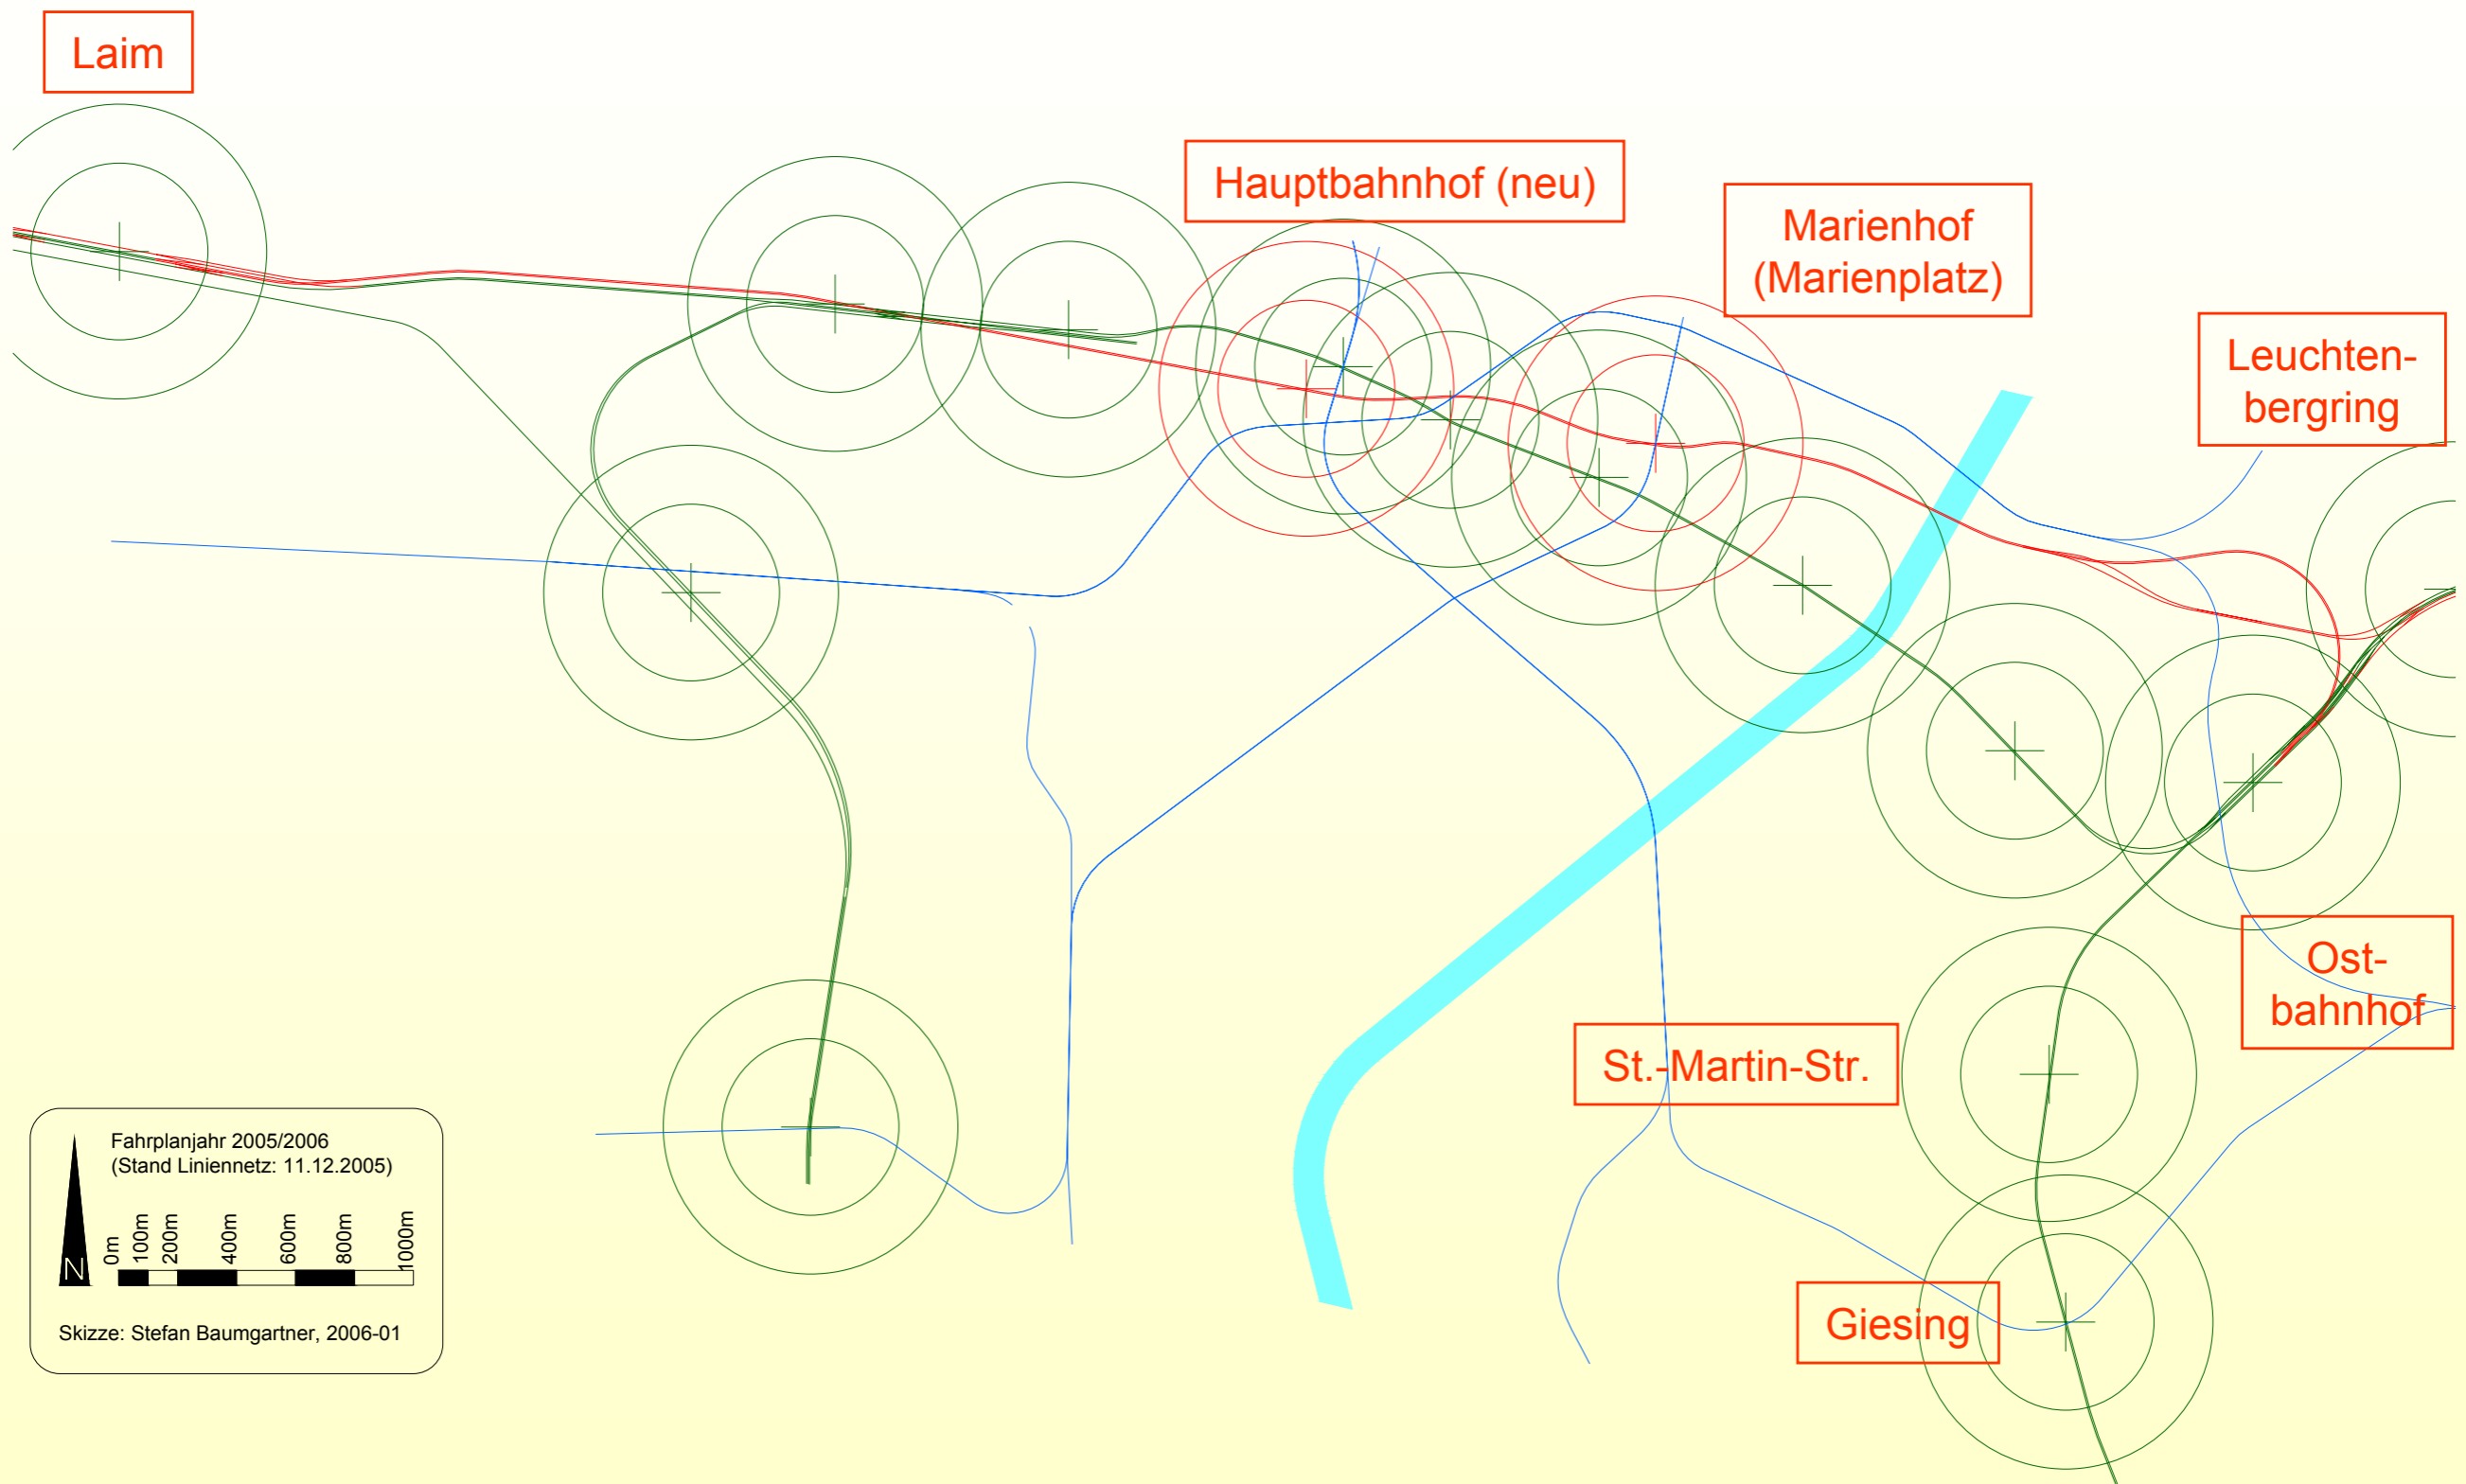 Laim
Hauptbahnhof (neu)
Marienhof
(Marienplatz)
Leuchten-
bergring
Ost-
bahnhof
St.-Martin-Str.
Giesing
Fahrplanjahr 2005/2006
(Stand Liniennetz: 11.12.2005)
0m
100m
200m
400m
600m
800m
1000m
N
Skizze: Stefan Baumgartner, 2006-01